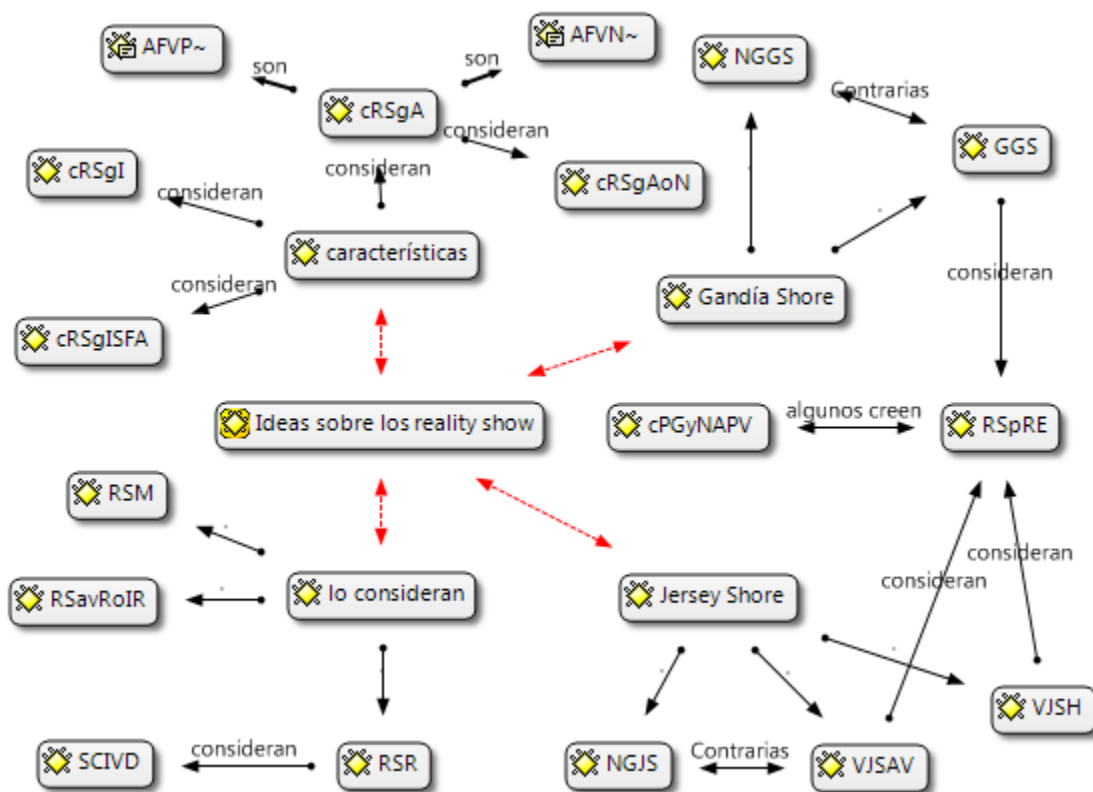 AFVP~
AFVN~
son
son
NGGS
cRSgA
Contrarias
consideran
GGS
cRSgI
consideran
consideran
cRSgAoN
características
consideran
consideran
Gandía Shore
cRSgISFA
Ideas sobre los reality show
cPGyNAPV
algunos creen
RSpRE
RSM
consideran
consideran
RSavRoIR
lo consideran
Jersey Shore
VJSH
consideran
Contrarias
SCIVD
RSR
NGJS
VJSAV